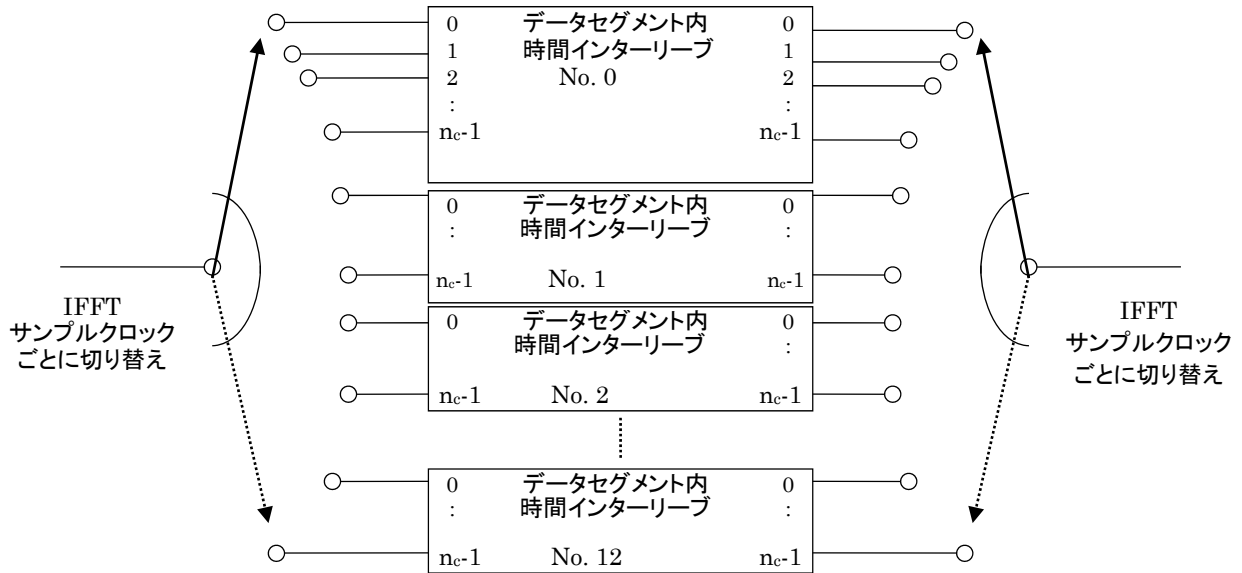 0 データセグメント内 0
1 時間インターリーブ 1
2 No. 0 2
: :
nc-1 nc-1
0 データセグメント内 0
: 時間インターリーブ :
nc-1 No. 1 nc-1
IFFT
サンプルクロック
ごとに切り替え
0 データセグメント内 0
時間インターリーブ :
nc-1 No. 2 nc-1
IFFT
サンプルクロック
ごとに切り替え
0 データセグメント内 0
: 時間インターリーブ :
nc-1 No. 12 nc-1